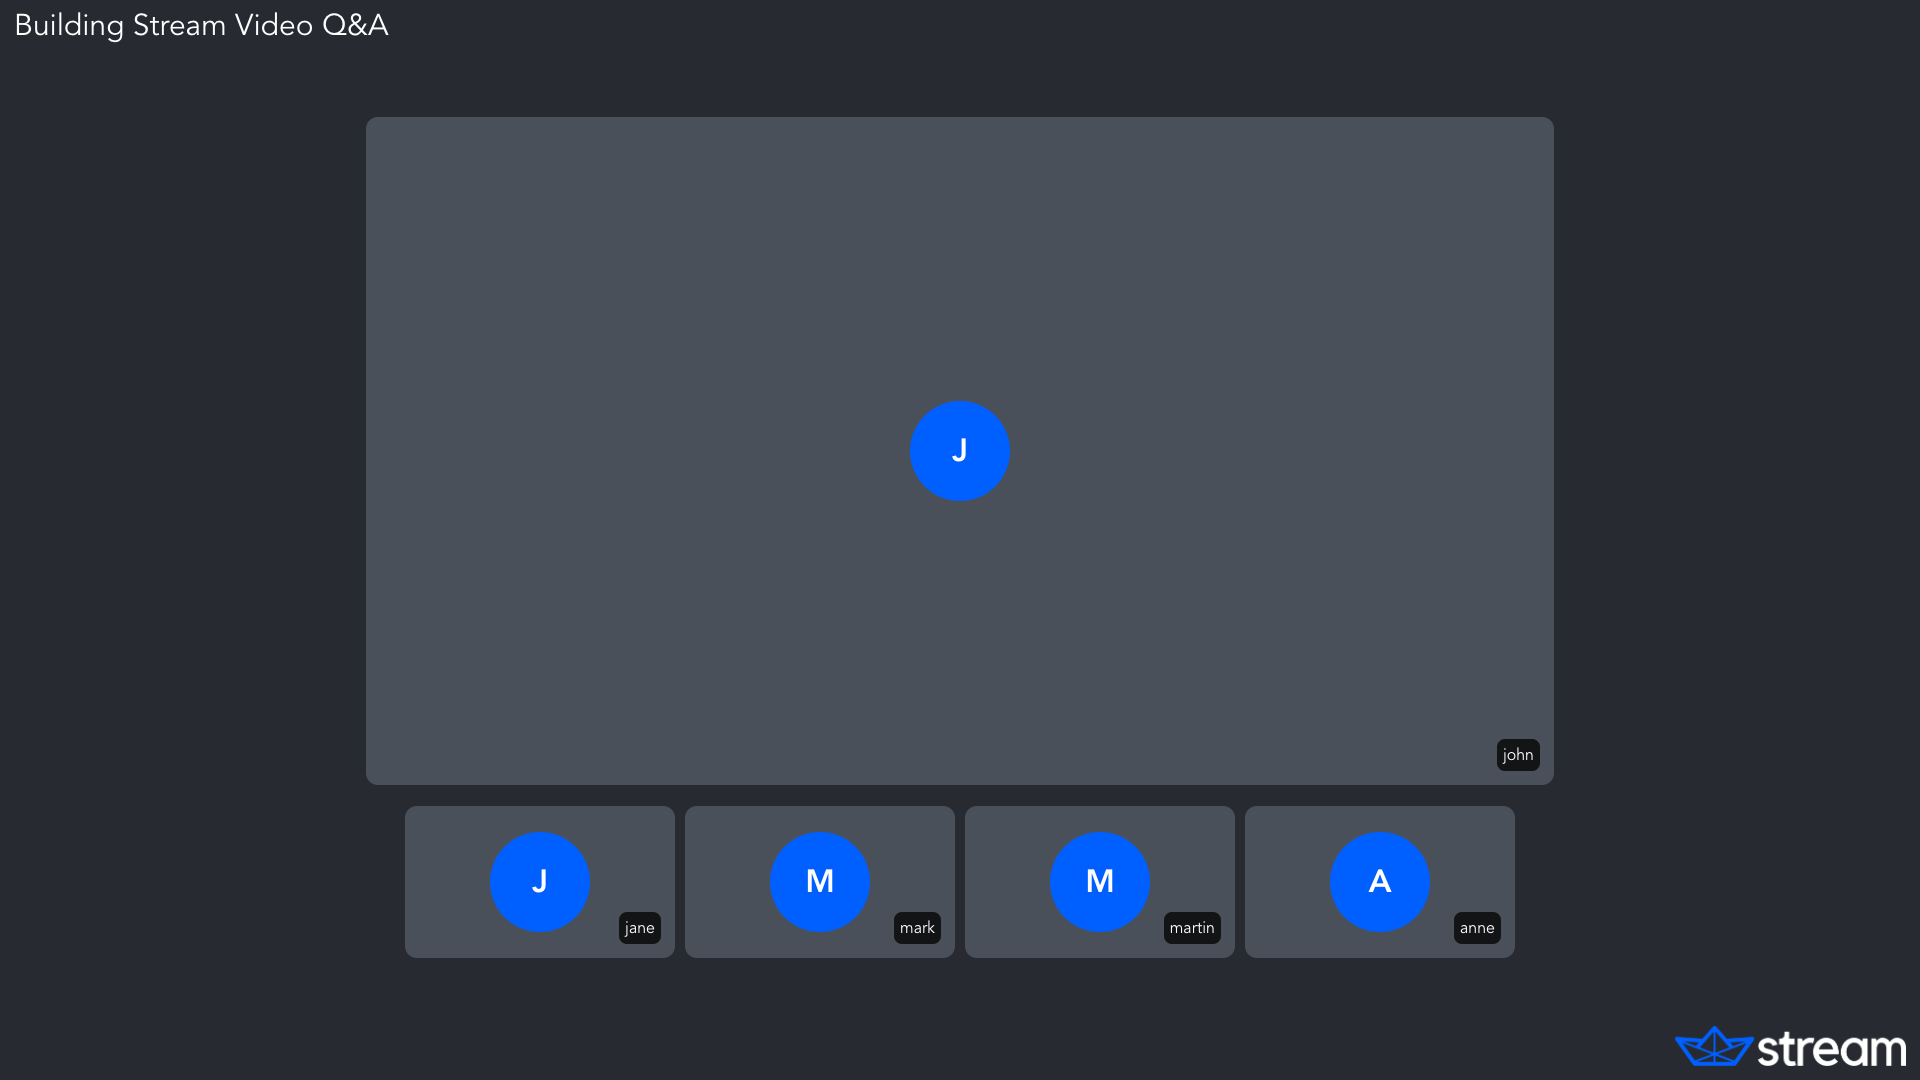 Building Stream Video Q&A
J
john
J
jane
M
mark
M
martin
A
anne
stream